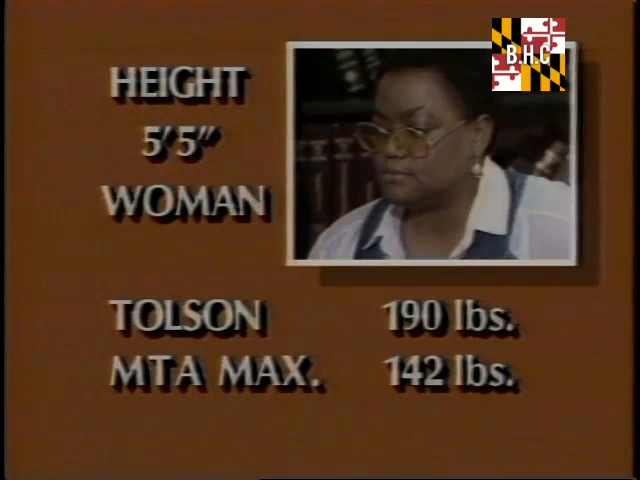 B.H.C
HEIGHT
5'5"
WOMAN
TOLSON 190 lbs.
MTA MAX. 142 lbs.